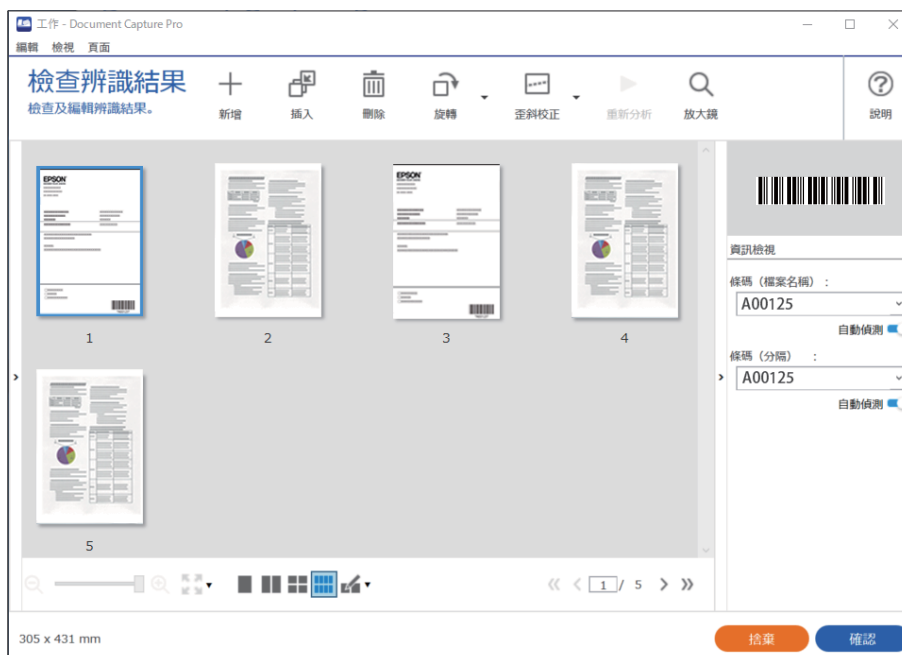 工作 - Document Capture Pro
編輯 檢視 頁面
檢查辨識結果
檢查及編輯辨識結果。
新增 插入 刪除 旋轉 歪斜校正 重新分析 放大鏡 說明
EPSON
EPSON
1 2 3 4
資訊檢視
條碼（檔案名稱） :
A00125
自動偵測
條碼（分隔） :
A00125
自動偵測
5
1 / 5
305 x 431 mm
捨棄 確認